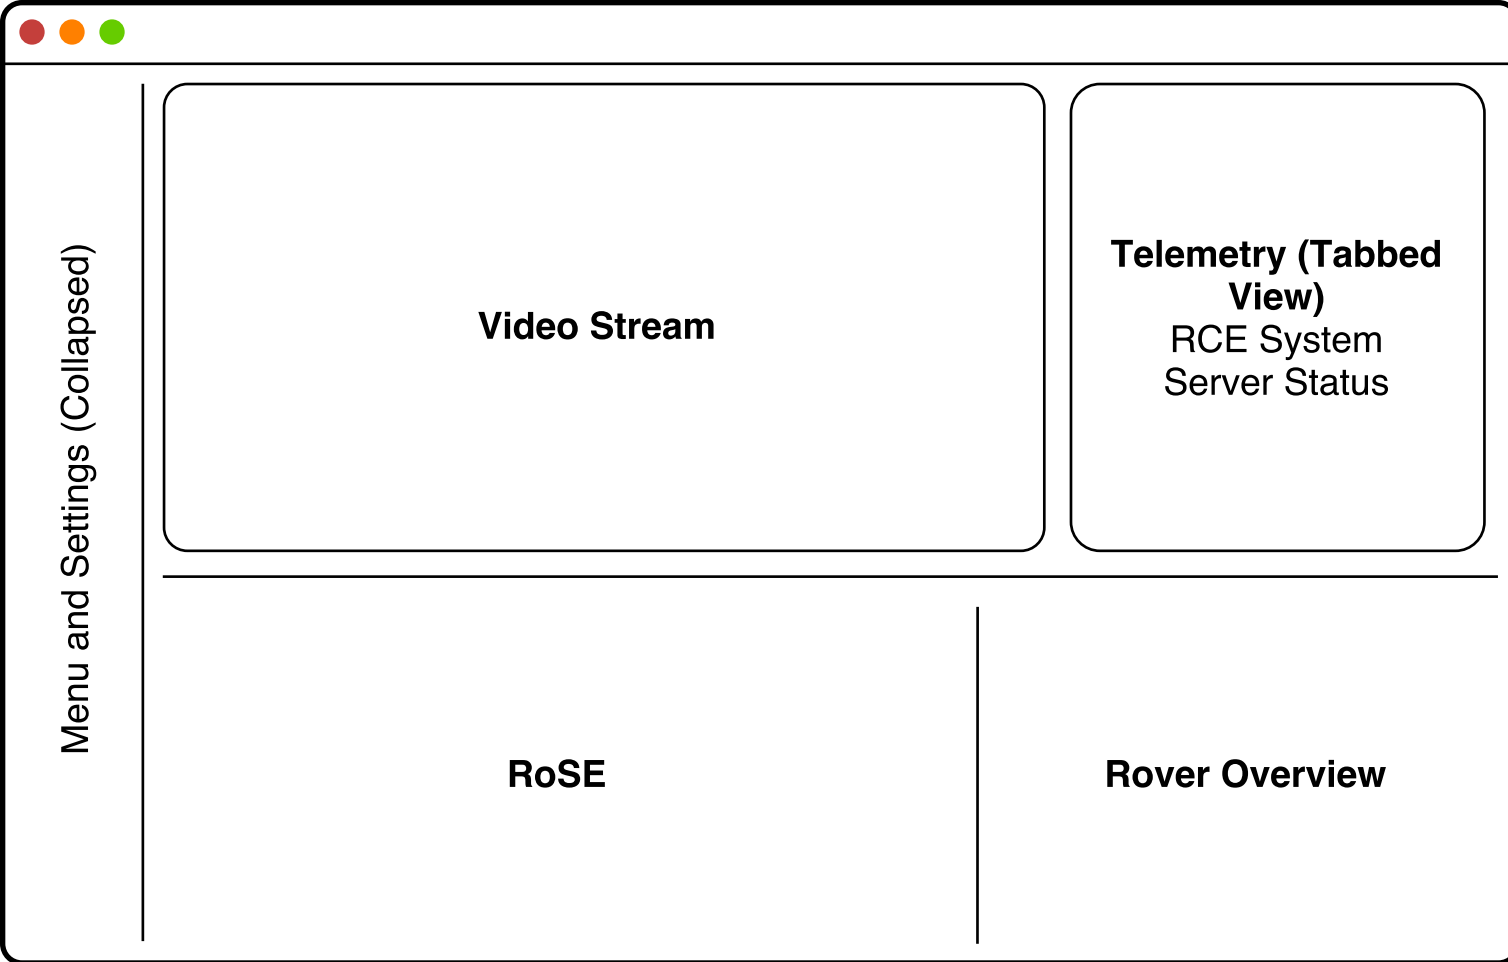 Menu and Settings (Collapsed)
Video Stream
Telemetry (Tabbed
View)
RCE System
Server Status
RoSE
Rover Overview